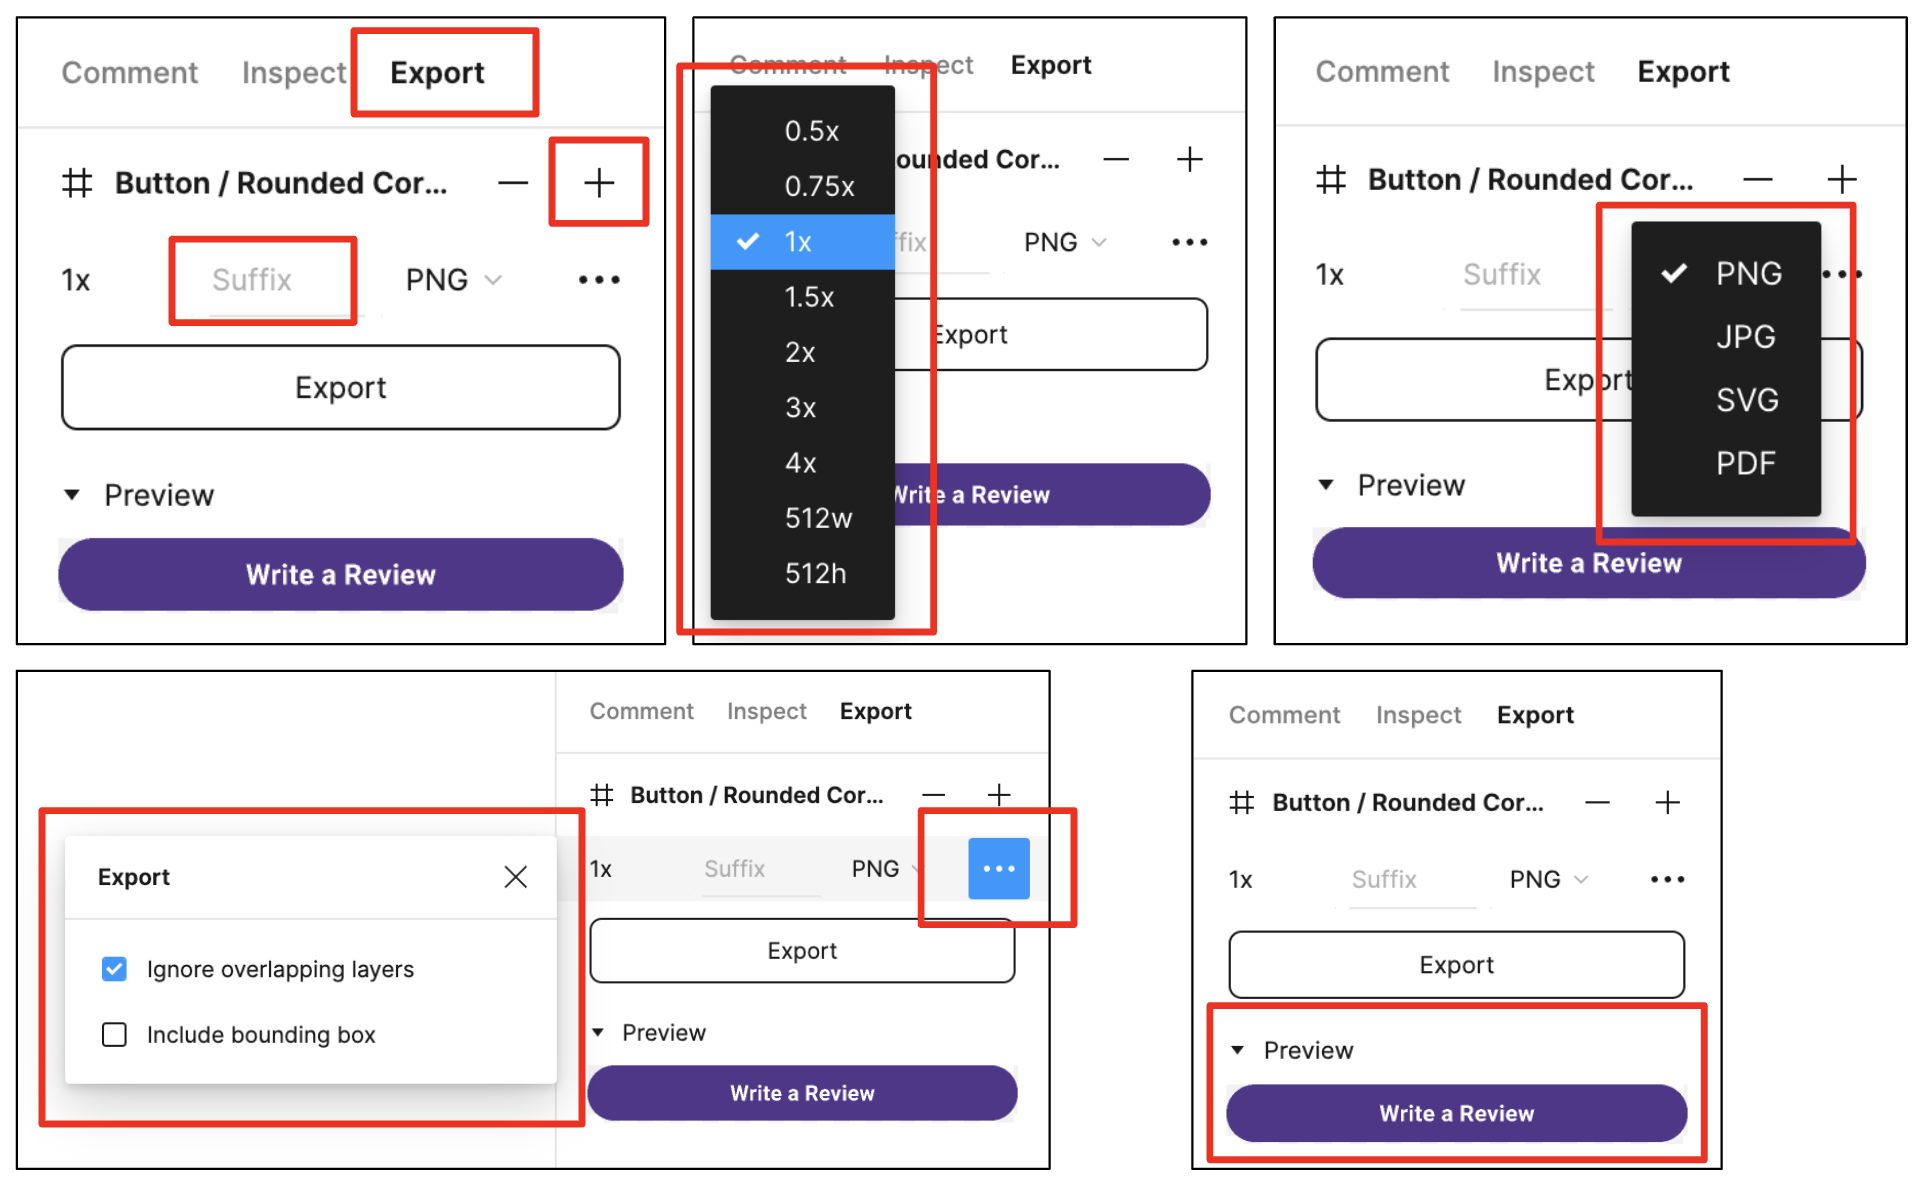 Comment Inspect Export
Button / Rounded Cor...
1x Suffix PNG
Export
Preview
Write a Review
Comment Inspect Export
0.5x
ounded Cor...
0.75x
1x
fix PNG
1.5x
Export
2x
3x
4x
Write a Review
512w
512h
Comment Inspect Export
Button / Rounded Cor...
1x Suffix
PNG
JPG
Export
SVG
PDF
Preview
Write a Review
Comment Inspect Export
Button / Rounded Cor...
1x Suffix PNG
Export
Preview
Write a Review
Export
Ignore overlapping layers
Include bounding box
Comment Inspect Export
Button / Rounded Cor...
1x Suffix PNG
Export
Preview
Write a Review